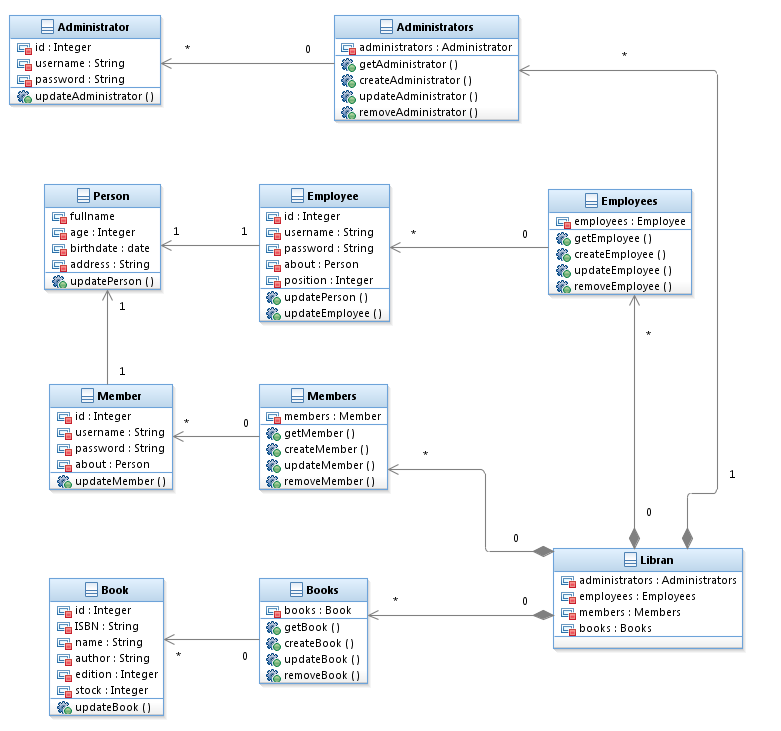 Administrator
id : Integer
username : String
password : String
updateAdministrator ( )
*
0
Administrators
administrators : Administrator
getAdministrator ( )
createAdministrator ( )
updateAdministrator ( )
removeAdministrator ( )
*
Person
fullname
age : Integer
birthdate : date
address : String
updatePerson ( )
1
1
Employee
id : Integer
username : String
password : String
about : Person
position : Integer
updatePerson ( )
updateEmployee ( )
*
0
Employees
employees : Employee
getEmployee ( )
createEmployee ( )
updateEmployee ( )
removeEmployee ( )
1
1
*
Member
id : Integer
username : String
password : String
about : Person
updateMember ( )
*
0
Members
members : Member
getMember ( )
createMember ( )
updateMember ( )
removeMember ( )
*
0
0
1
Book
id : Integer
ISBN : String
name : String
author : String
edition : Integer
stock : Integer
updateBook ( )
*
0
Books
books : Book
getBook ( )
createBook ( )
updateBook ( )
removeBook ( )
*
0
Libran
administrators : Administrators
employees : Employees
members : Members
books : Books